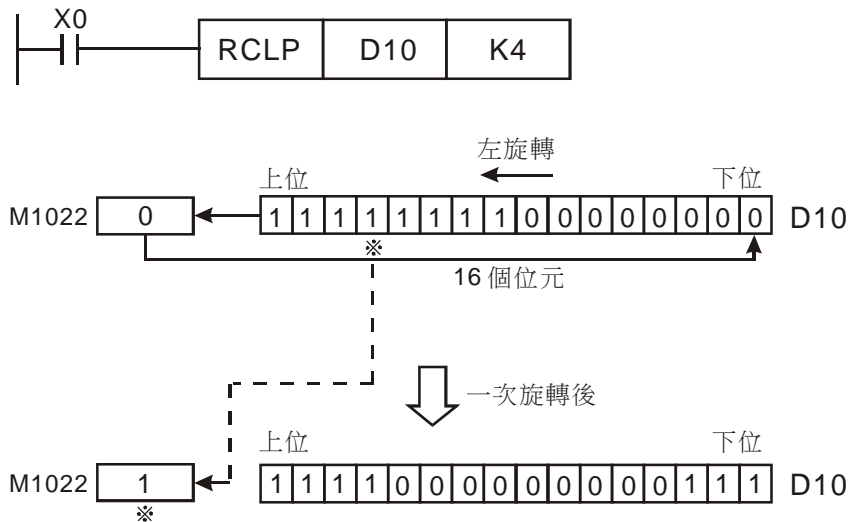 X0
RCLP D10 K4
左旋轉
上位 下位
M1022 0 1 1 1 1 1 1 1 1 0 0 0 0 0 0 0 0 D10
※
16 個位元
一次旋轉後
上位 下位
M1022 1 1 1 1 1 0 0 0 0 0 0 0 0 0 1 1 1 D10
※